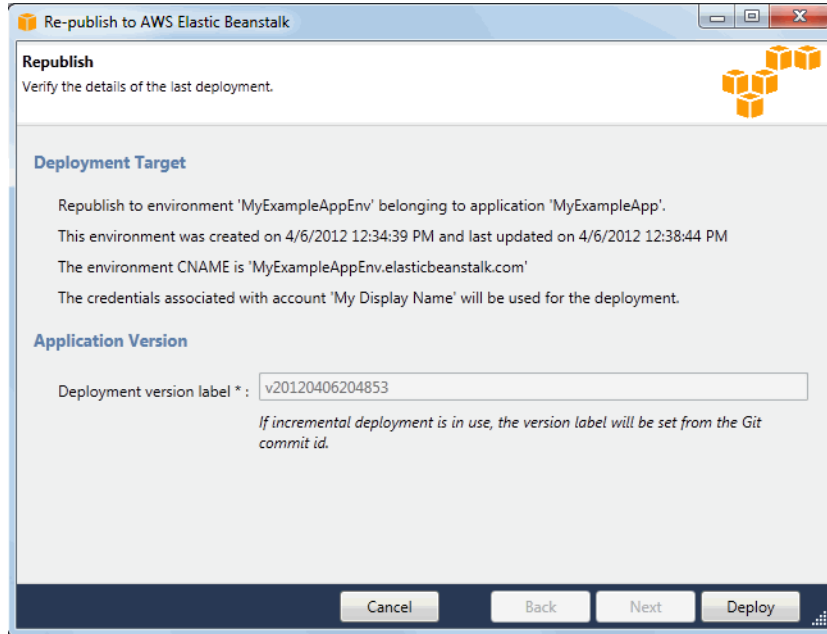 Re-publish to AWS Elastic Beanstalk
Republish
Verify the details of the last deployment.
Deployment Target
Republish to environment 'MyExampleAppEnv' belonging to application 'MyExampleApp'.
This environment was created on 4/6/2012 12:34:39 PM and last updated on 4/6/2012 12:38:44 PM
The environment CNAME is 'MyExampleAppEnv.elasticbeanstalk.com'
The credentials associated with account 'My Display Name' will be used for the deployment.
Application Version
Deployment version label * : v20120406204853
If incremental deployment is in use, the version label will be set from the Git
commit id.
Cancel Back Next Deploy